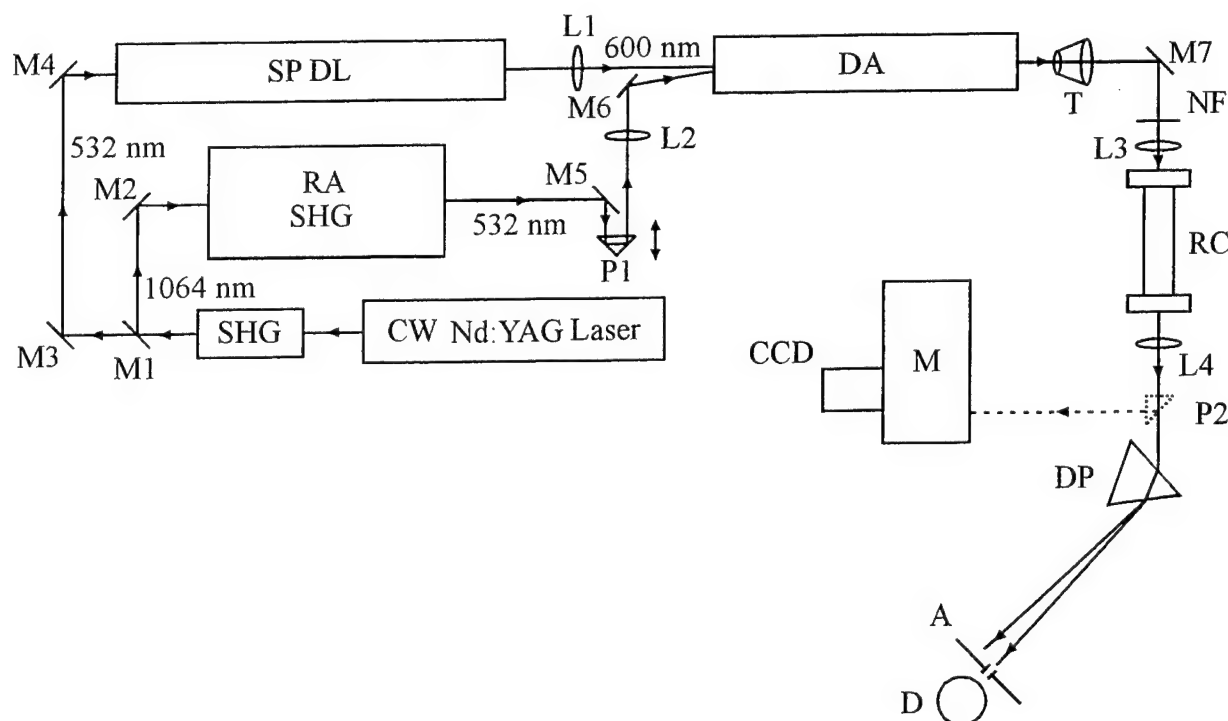 M4
SP DL
L1
600 nm
M6
DA
T
M7
NF
L2
L3
532 nm
M2
RA
SHG
M5
532 nm
P1
RC
1064 nm
SHG
CW Nd:YAG Laser
M3
M1
CCD
M
L4
P2
DP
A
D